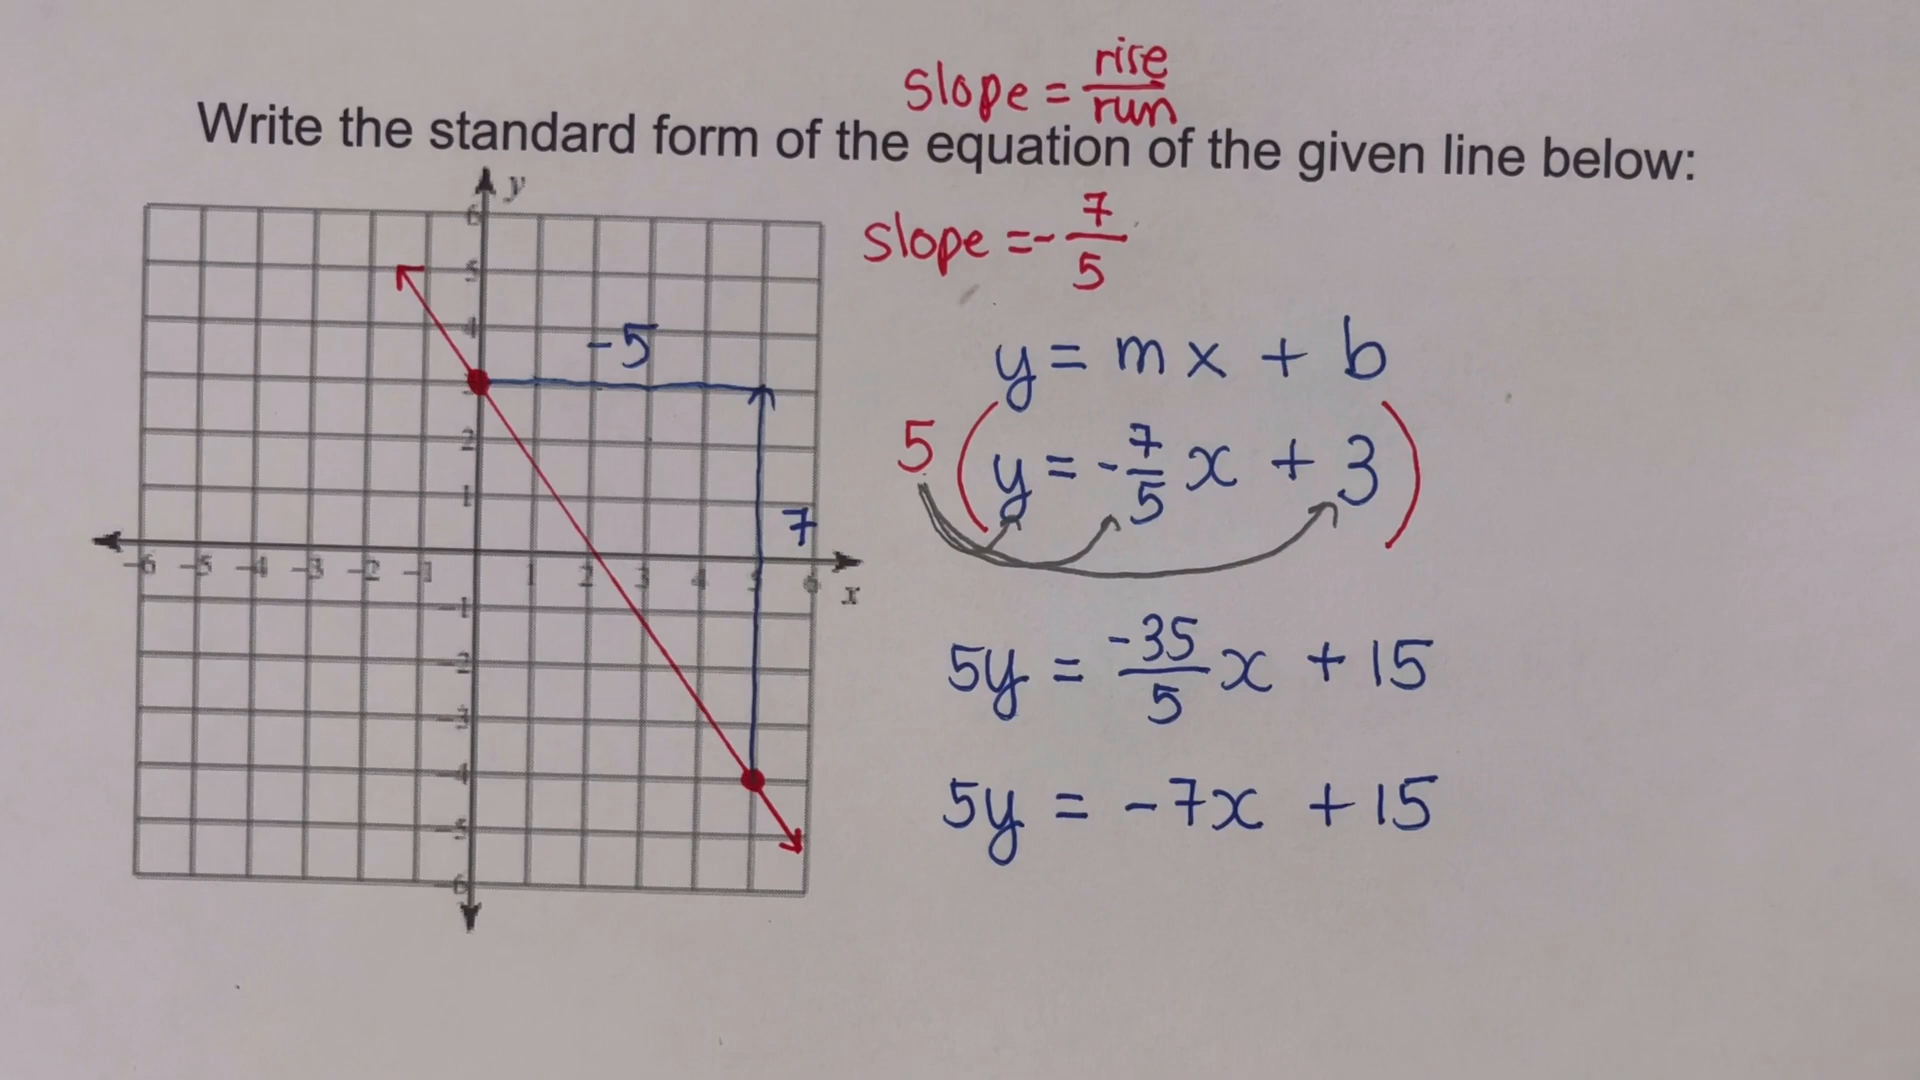 slope = rise/run
Write the standard form of the equation of the given line below:
slope = - 7/5
y
6
5
4
3
2
1
-6 -5 -4 -3 -2 -1 1 2 3 4 5 6
x
-1
-2
-3
-4
-5
-6
-5
7
y = mx + b
5 ( y = - 7/5 x + 3 )
5y = -35/5 x + 15
5y = -7x + 15